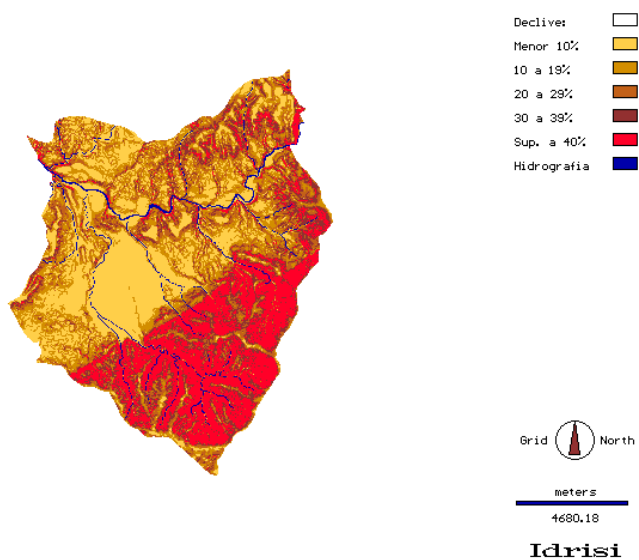 Declive:
Menor 10%
10 a 19%
20 a 29%
30 a 39%
Sup. a 40%
Hidrografia
Grid North
meters
4680.18
Idrisi